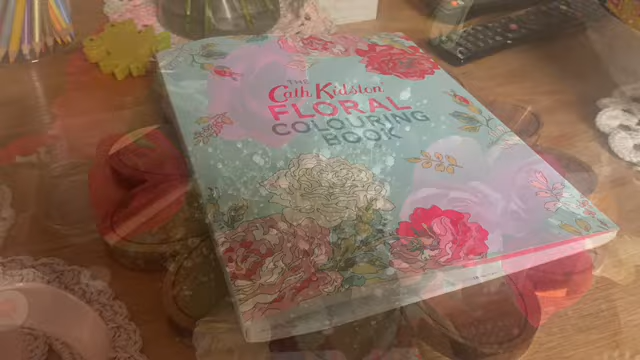 THE
Cath Kidston
FLORAL
COLOURING
BOOK